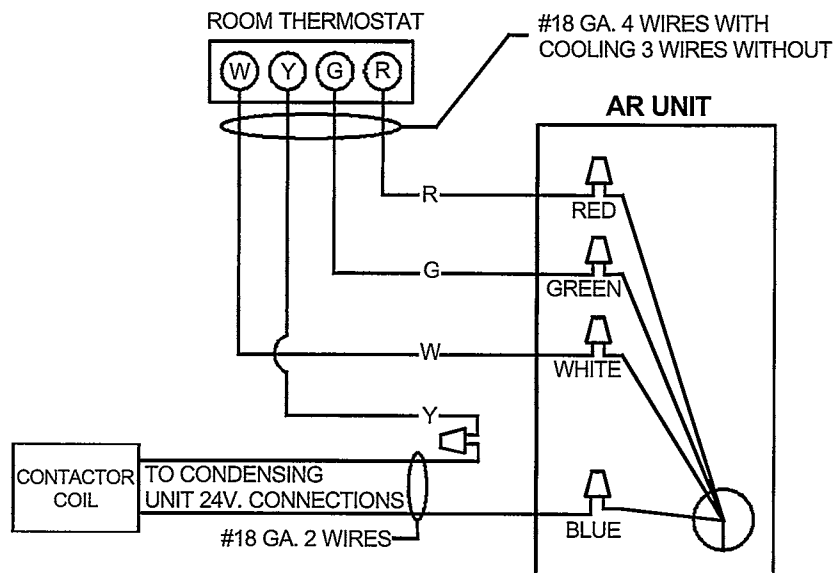 ROOM THERMOSTAT
#18 GA. 4 WIRES WITH
COOLING 3 WIRES WITHOUT
W Y G R
AR UNIT
R
RED
G
GREEN
W
WHITE
Y
CONTACTOR
COIL
TO CONDENSING
UNIT 24V. CONNECTIONS
#18 GA. 2 WIRES
BLUE